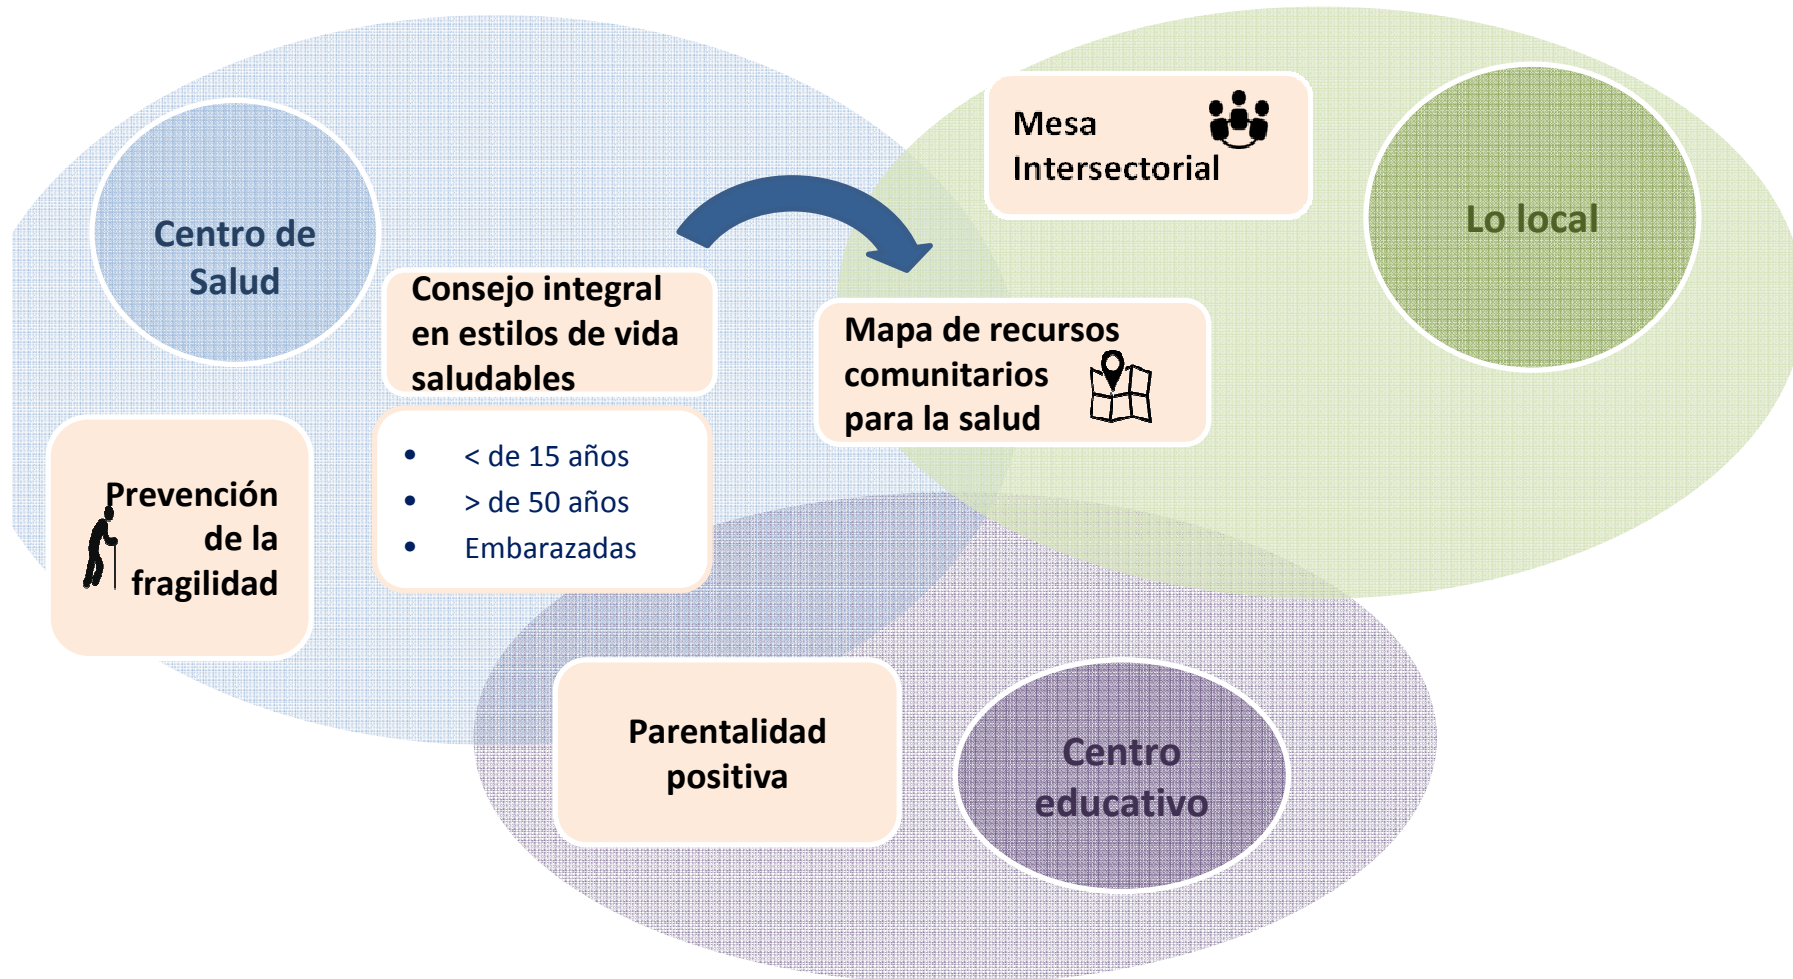 Centro de
Salud
Consejo integral
en estilos de vida
saludables
• < de 15 años
• > de 50 años
• Embarazadas
Prevención
de la
fragilidad
Mesa
Intersectorial
Lo local
Mapa de recursos
comunitarios
para la salud
Parentalidad
positiva
Centro
educativo